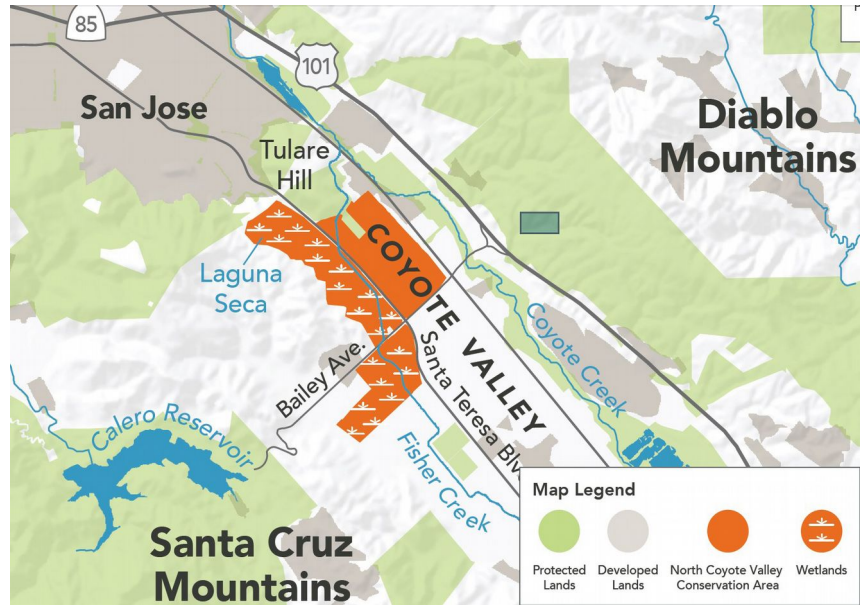 85
101
San Jose
Diablo
Mountains
Tulare
Hill
COYOTE VALLEY
Laguna
Seca
Bailey Ave.
Santa Teresa Blv
Coyote Creek
Calero Reservoir
Fisher Creek
Santa Cruz
Mountains
Map Legend
Protected
Lands
Developed
Lands
North Coyote Valley
Conservation Area
Wetlands